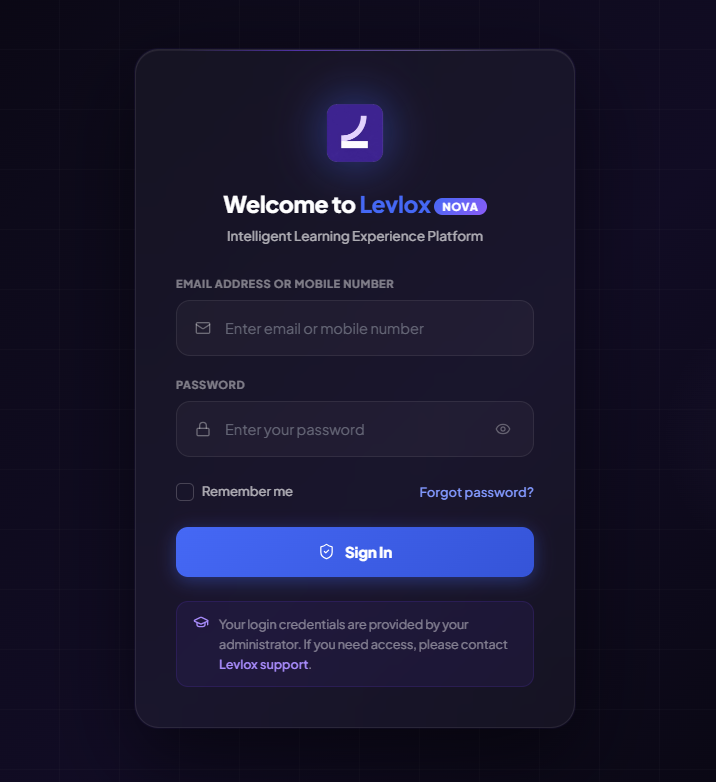 Welcome to Levlox NOVA
Intelligent Learning Experience Platform
EMAIL ADDRESS OR MOBILE NUMBER
Enter email or mobile number
PASSWORD
Enter your password
Remember me
Forgot password?
Sign In
Your login credentials are provided by your
administrator. If you need access, please contact
Levlox support.